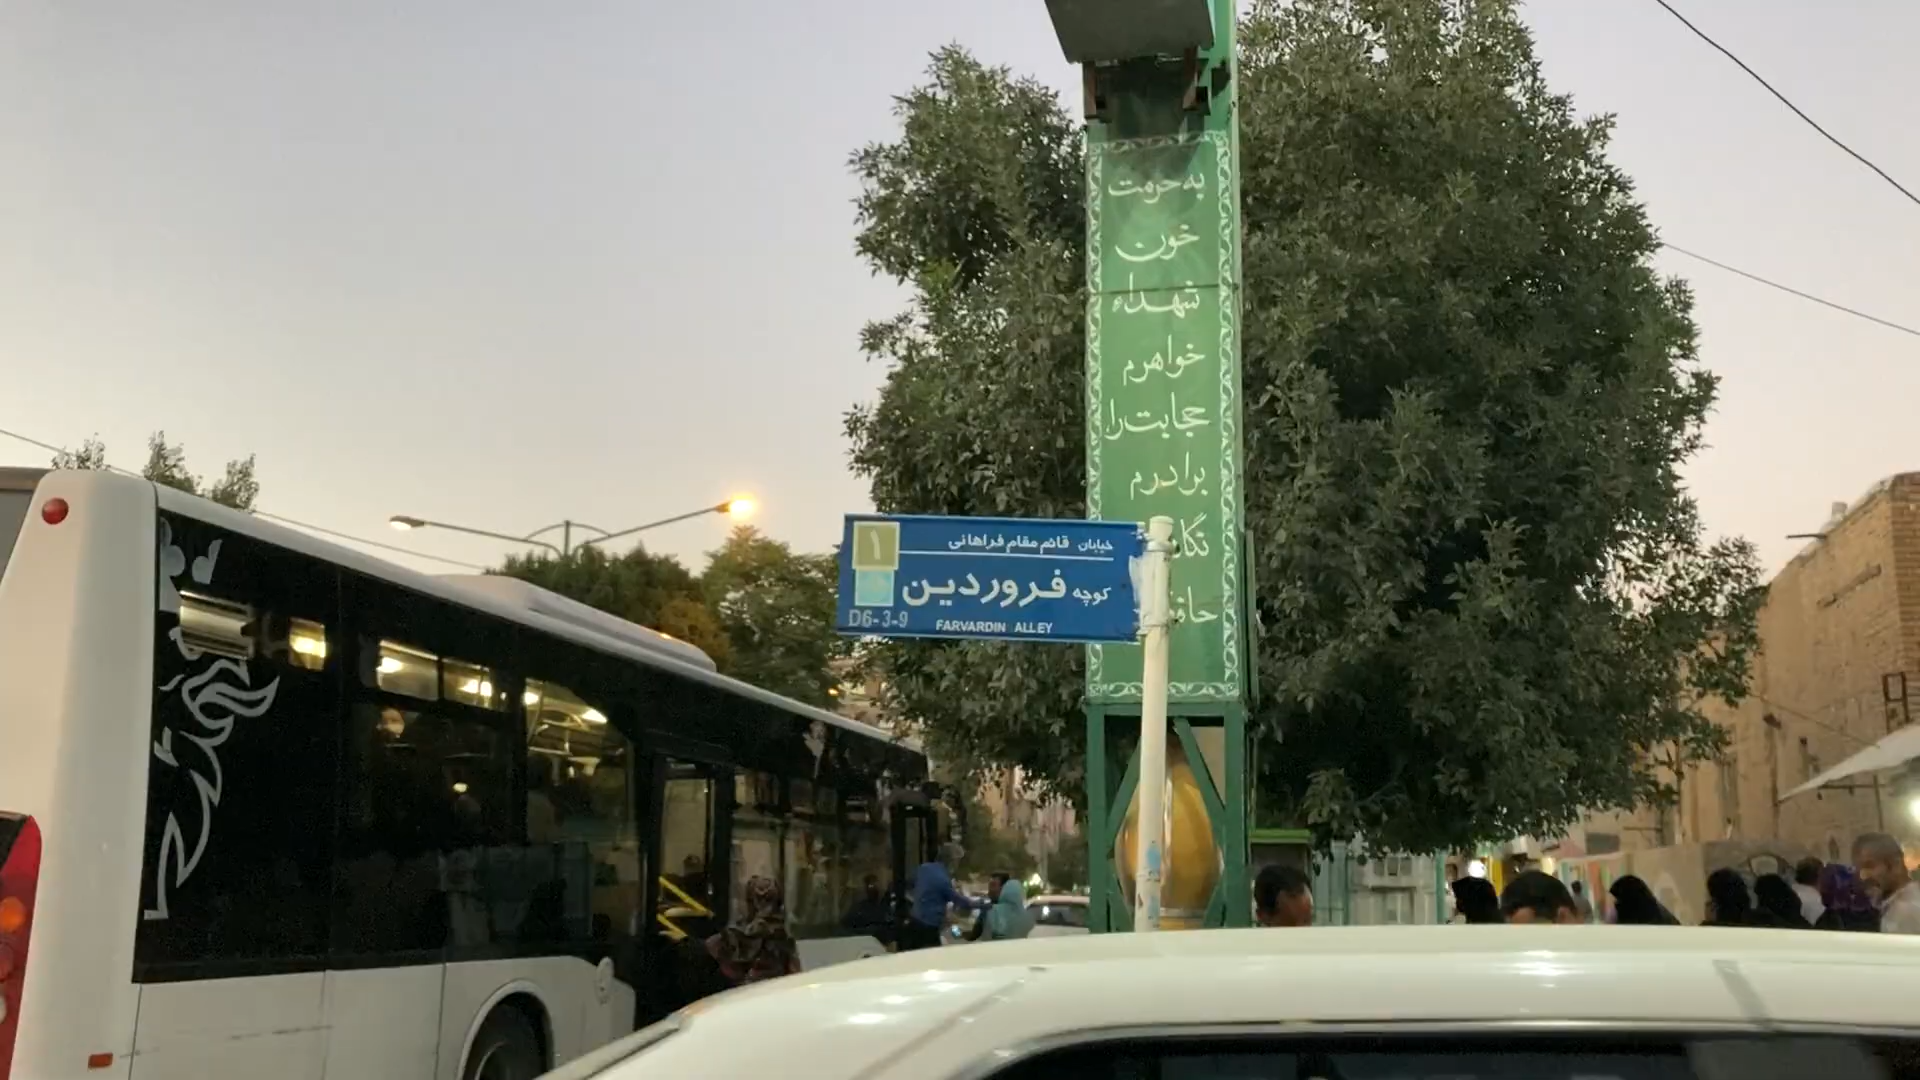 به حرمت
خون
شهداء
خواهرم
حجابت را
برادرم
۱
خیابان قائم مقام فراهانی
کوچه فروردین
D6-3-9
FARVARDIN ALLEY